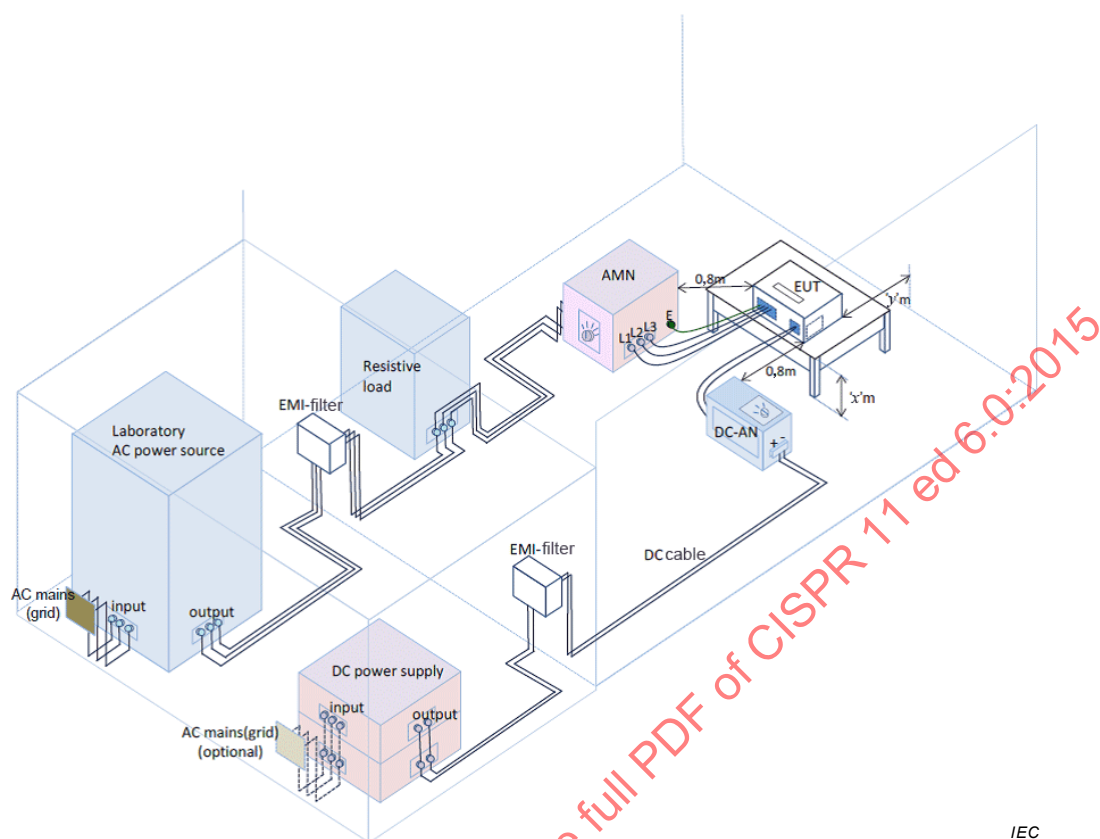 AMN
0,8m
EUT
'y'm
E
L1 L2 L3
0,8m
'x'm
DC-AN
+ -
Resistive
load
EMI-filter
Laboratory
AC power source
EMI-filter
DC cable
AC mains
(grid)
input
output
DC power supply
input
output
AC mains(grid)
(optional)
full PDF of CISPR 11 ed 6.0:2015
IEC